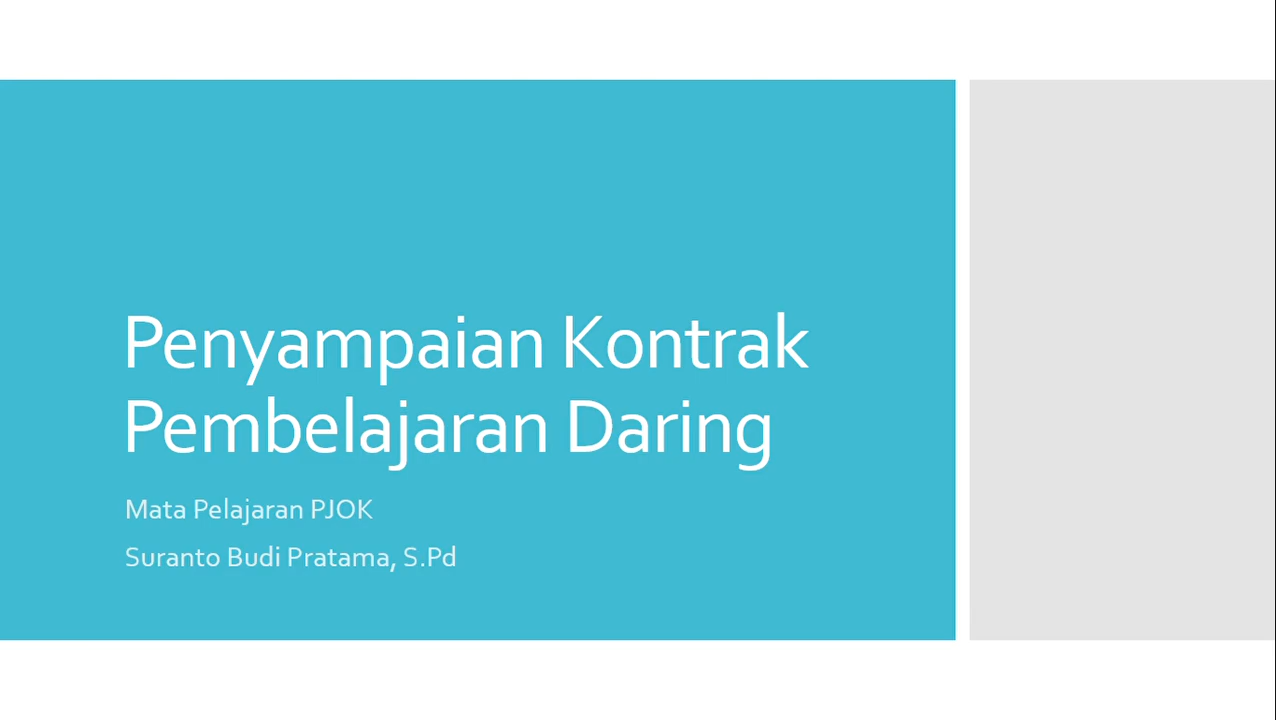 Penyampaian Kontrak
Pembelajaran Daring
Mata Pelajaran PJOK
Suranto Budi Pratama, S.Pd